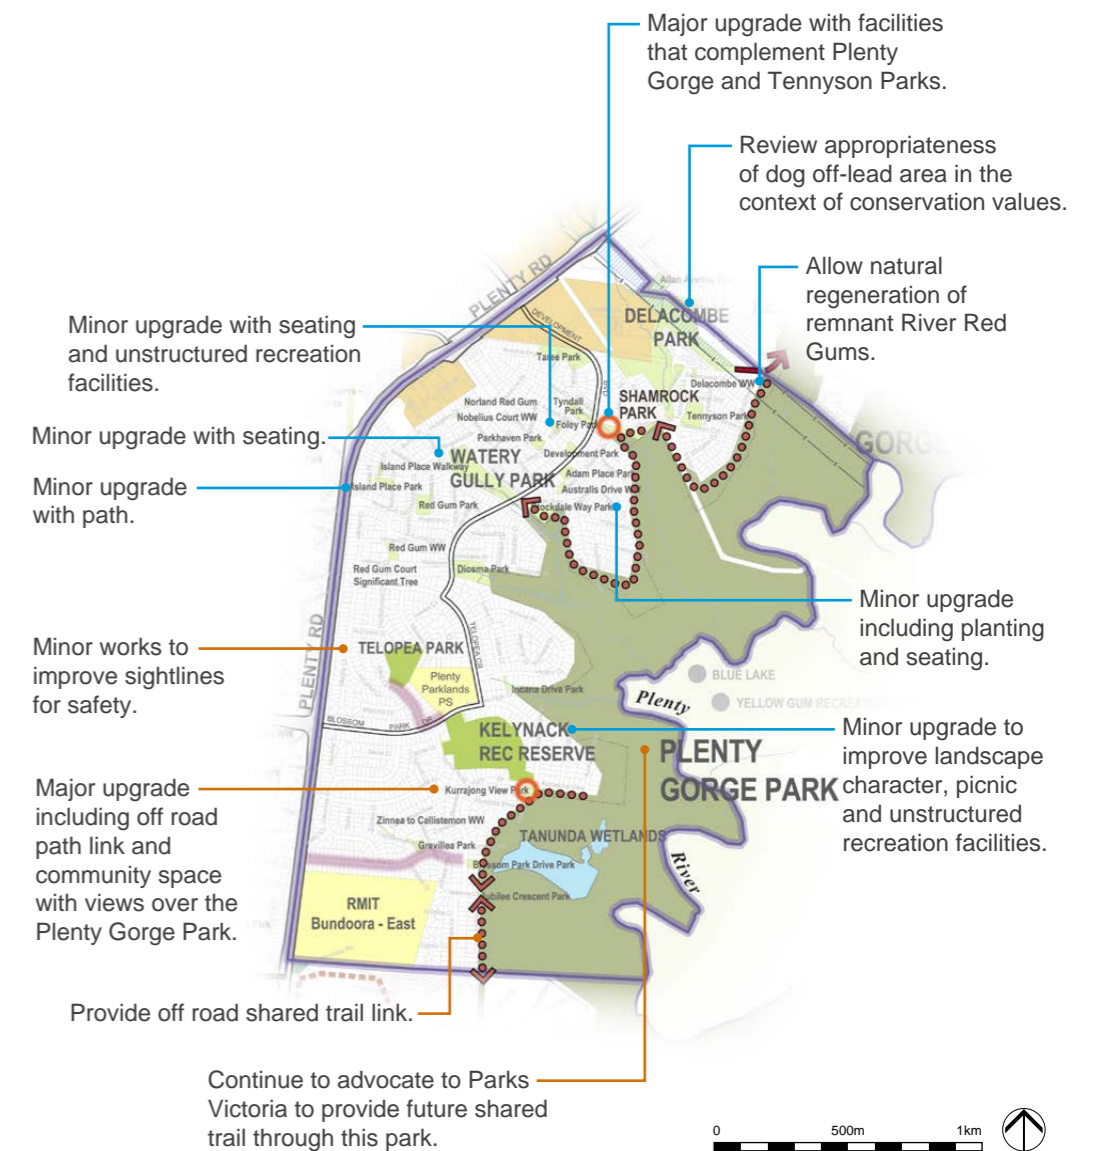 Major upgrade with facilities
that complement Plenty
Gorge and Tennyson Parks.
Review appropriateness
of dog off-lead area in the
context of conservation values.
Allow natural
regeneration of
remnant River Red
Gums.
Minor upgrade with seating
and unstructured recreation
facilities.
Minor upgrade with seating.
Minor upgrade
with path.
Minor works to
improve sightlines
for safety.
Major upgrade
including off road
path link and
community space
with views over the
Plenty Gorge Park.
Provide off road shared trail link.
Continue to advocate to Parks
Victoria to provide future shared
trail through this park.
Minor upgrade
including planting
and seating.
Minor upgrade to
improve landscape
character, picnic
and unstructured
recreation facilities.
PLENTY RD
DEVELOPMENT
BVD
Allan Avenue
DELACOMBE
PARK
Taree Park
Delacombe WW
SHAMROCK
PARK
Tennyson Park
Norland Red Gum
Tyndall
Park
Nobelius Court WW
Foley Park
Parkhaven Park
Development Park
GORGE
WATERY
GULLY PARK
Island Place Walkway
Adam Place Park
Island Place Park
Australis Drive WW
Red Gum Park
Stockdale Way Park
Red Gum WW
Red Gum Court
Significant Tree
Diosma Park
PLENTY RD
TELOPEA PARK
TELOPEA CR
Plenty
Parklands
PS
Incana Drive Park
BLUE LAKE
YELLOW GUM RECREATION
Plenty
BLOSSOM PARK DR
KELYNACK
REC RESERVE
PLENTY
GORGE PARK
Kurrajong View Park
Zinnea to Callistemon WW
TANUNDA WETLANDS
Grevillea Park
Blossom Park Drive Park
River
Jubilee Crescent Park
RMIT
Bundoora - East
0 500m 1km